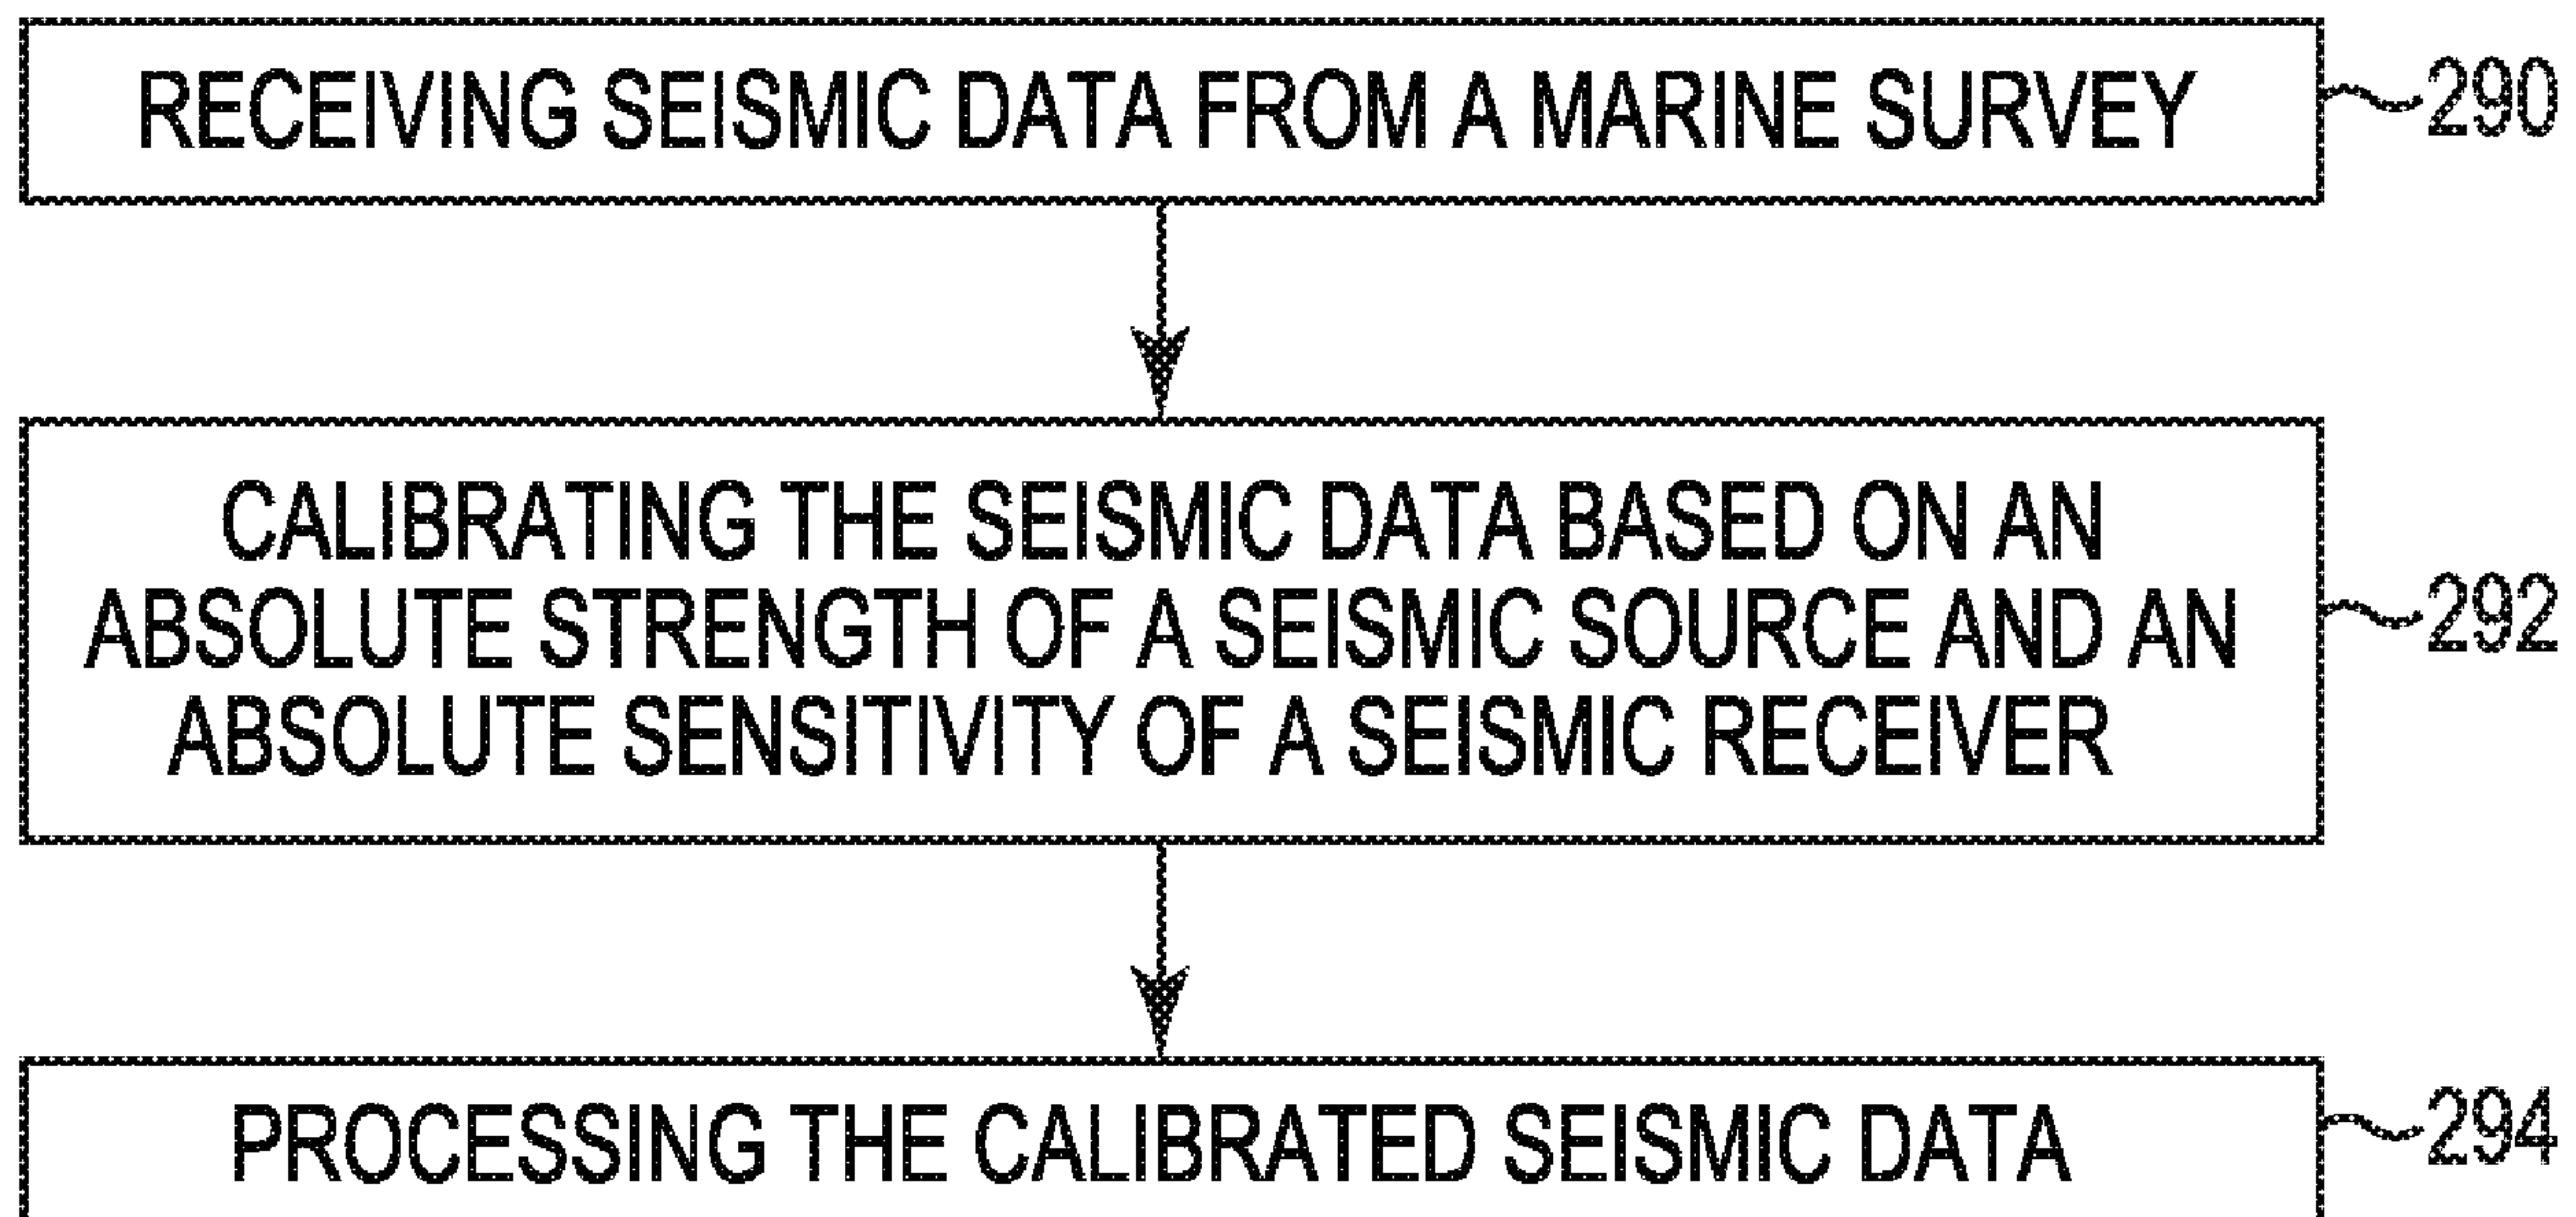 RECEIVING SEISMIC DATA FROM A MARINE SURVEY
290
CALIBRATING THE SEISMIC DATA BASED ON AN
ABSOLUTE STRENGTH OF A SEISMIC SOURCE AND AN
292
ABSOLUTE SENSITIVITY OF A SEISMIC RECEIVER
PROCESSING THE CALIBRATED SEISMIC DATA
294